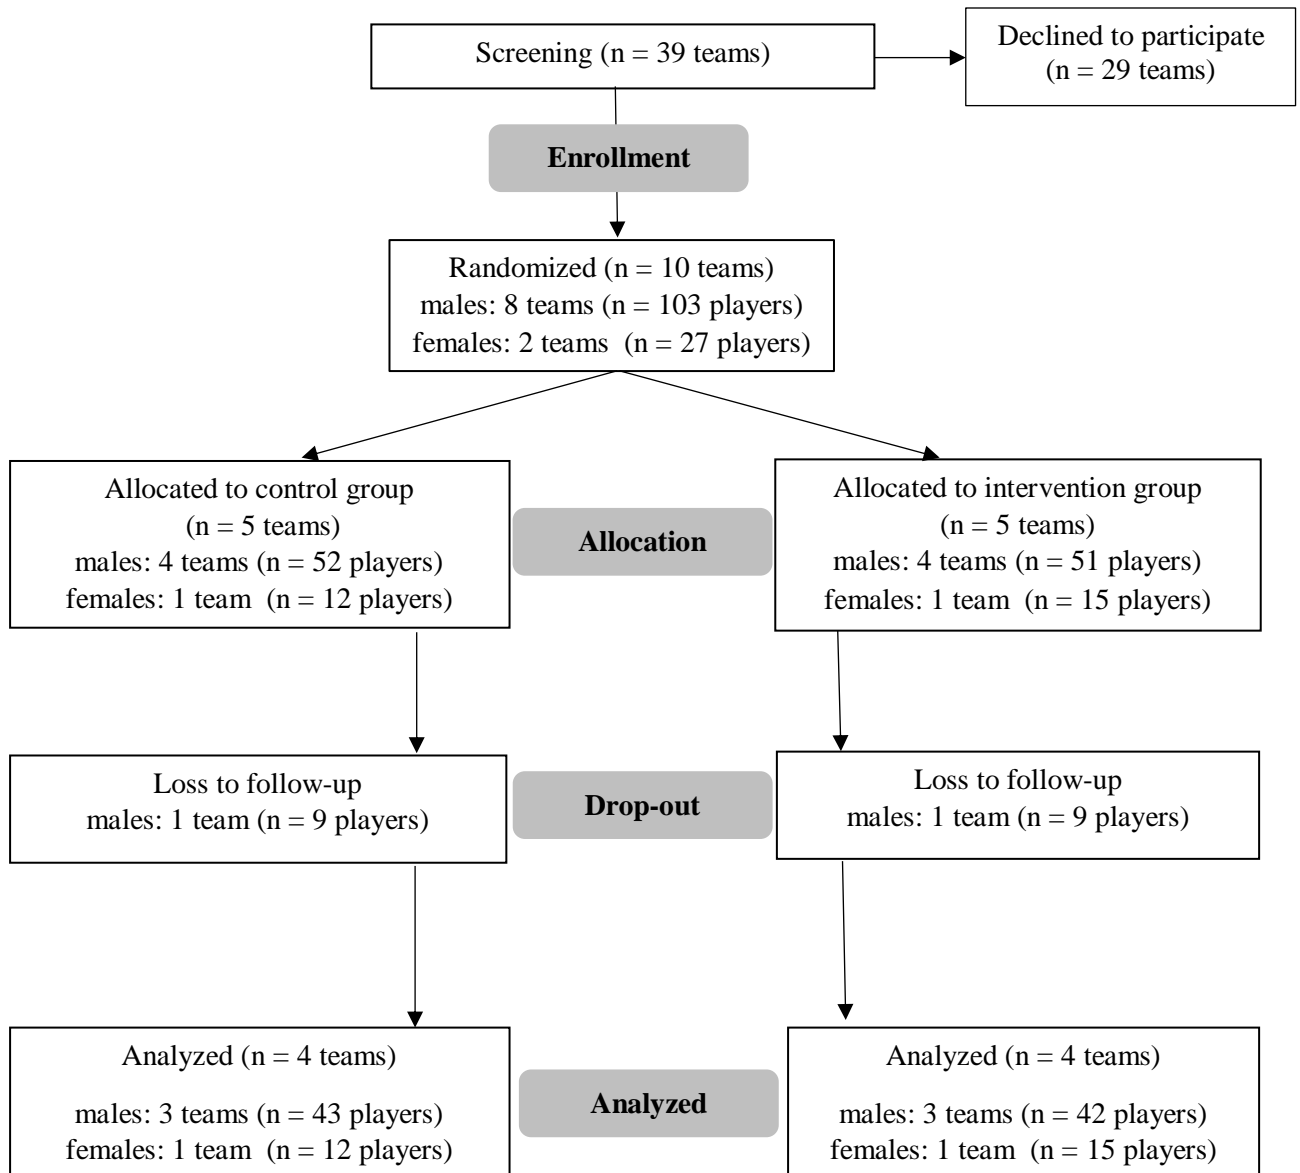 Screening (n = 39 teams)
Declined to participate
(n = 29 teams)
Enrollment
Randomized (n = 10 teams)
males: 8 teams (n = 103 players)
females: 2 teams  (n = 27 players)
Allocated to control group
(n = 5 teams)
males: 4 teams (n = 52 players)
females: 1 team  (n = 12 players)
Allocation
Allocated to intervention group
(n = 5 teams)
males: 4 teams (n = 51 players)
females: 1 team  (n = 15 players)
Loss to follow-up
males: 1 team (n = 9 players)
Drop-out
Loss to follow-up
males: 1 team (n = 9 players)
Analyzed (n = 4 teams)
males: 3 teams (n = 43 players)
females: 1 team  (n = 12 players)
Analyzed
Analyzed (n = 4 teams)
males: 3 teams (n = 42 players)
females: 1 team  (n = 15 players)